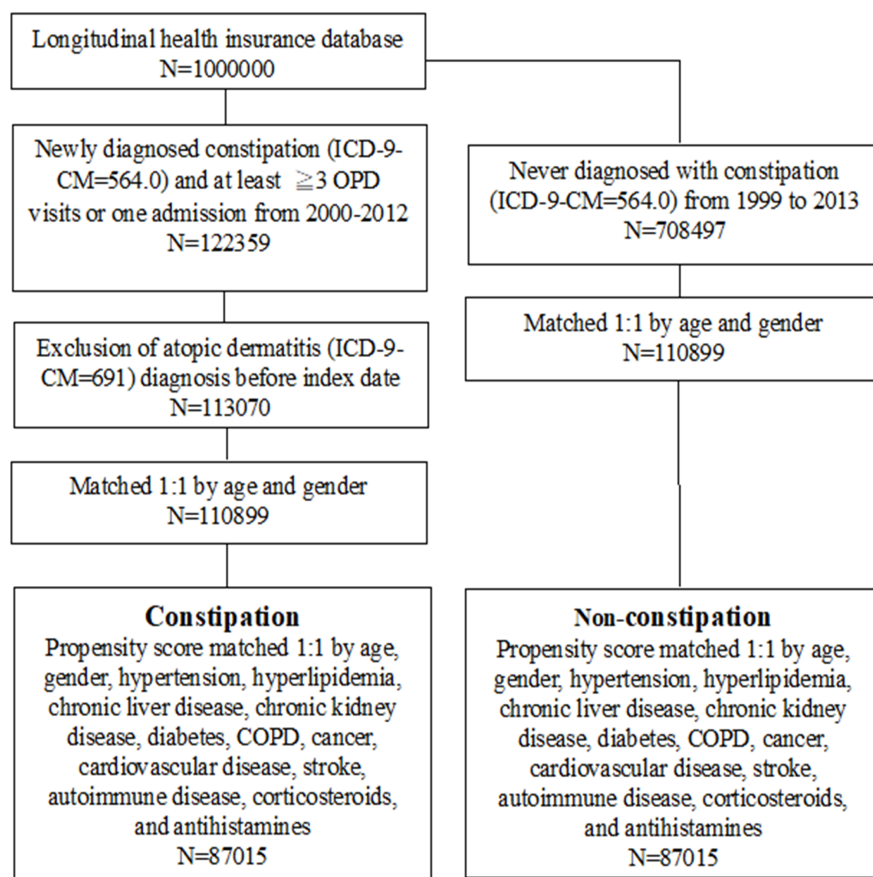 Longitudinal health insurance database
N=1000000
Newly diagnosed constipation (ICD-9-
CM=564.0) and at least ≧3 OPD
visits or one admission from 2000-2012
N=122359
Never diagnosed with constipation
(ICD-9-CM=564.0) from 1999 to 2013
N=708497
Exclusion of atopic dermatitis (ICD-9-
CM=691) diagnosis before index date
N=113070
Matched 1:1 by age and gender
N=110899
Matched 1:1 by age and gender
N=110899
Constipation
Propensity score matched 1:1 by age,
gender, hypertension, hyperlipidemia,
chronic liver disease, chronic kidney
disease, diabetes, COPD, cancer,
cardiovascular disease, stroke,
autoimmune disease, corticosteroids,
and antihistamines
N=87015
Non-constipation
Propensity score matched 1:1 by age,
gender, hypertension, hyperlipidemia,
chronic liver disease, chronic kidney
disease, diabetes, COPD, cancer,
cardiovascular disease, stroke,
autoimmune disease, corticosteroids,
and antihistamines
N=87015